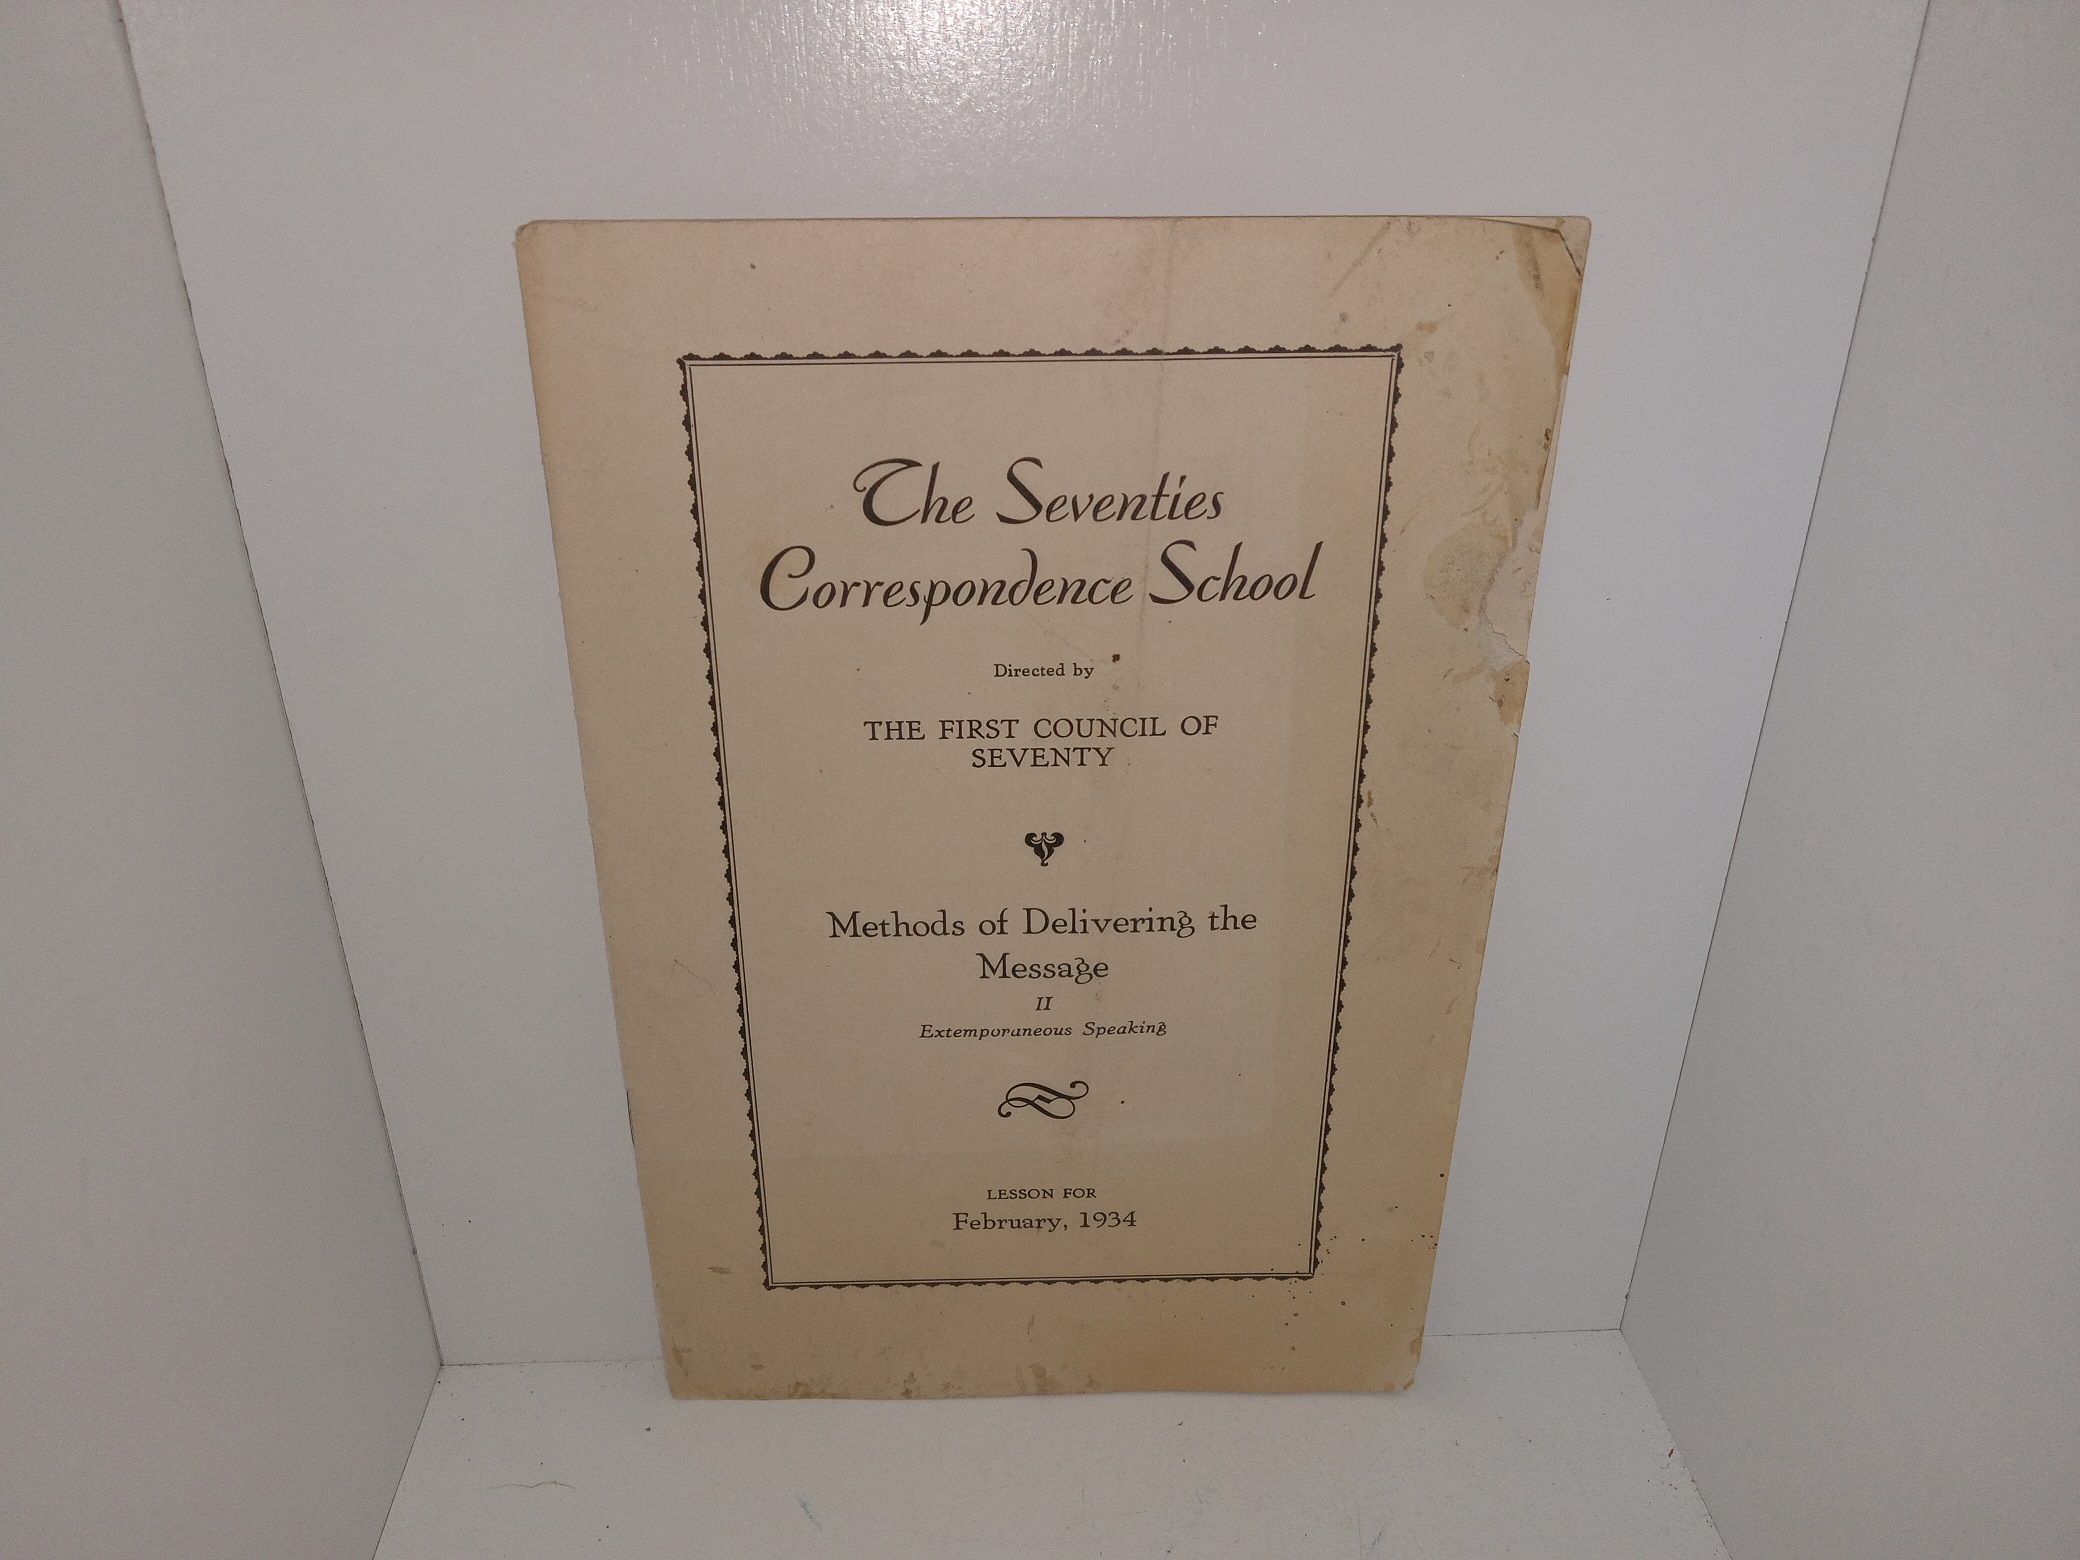 The Seventies
Correspondence School
Directed by
THE FIRST COUNCIL OF
SEVENTY
Methods of Delivering the
Message
II
Extemporaneous Speaking
LESSON FOR
February, 1934